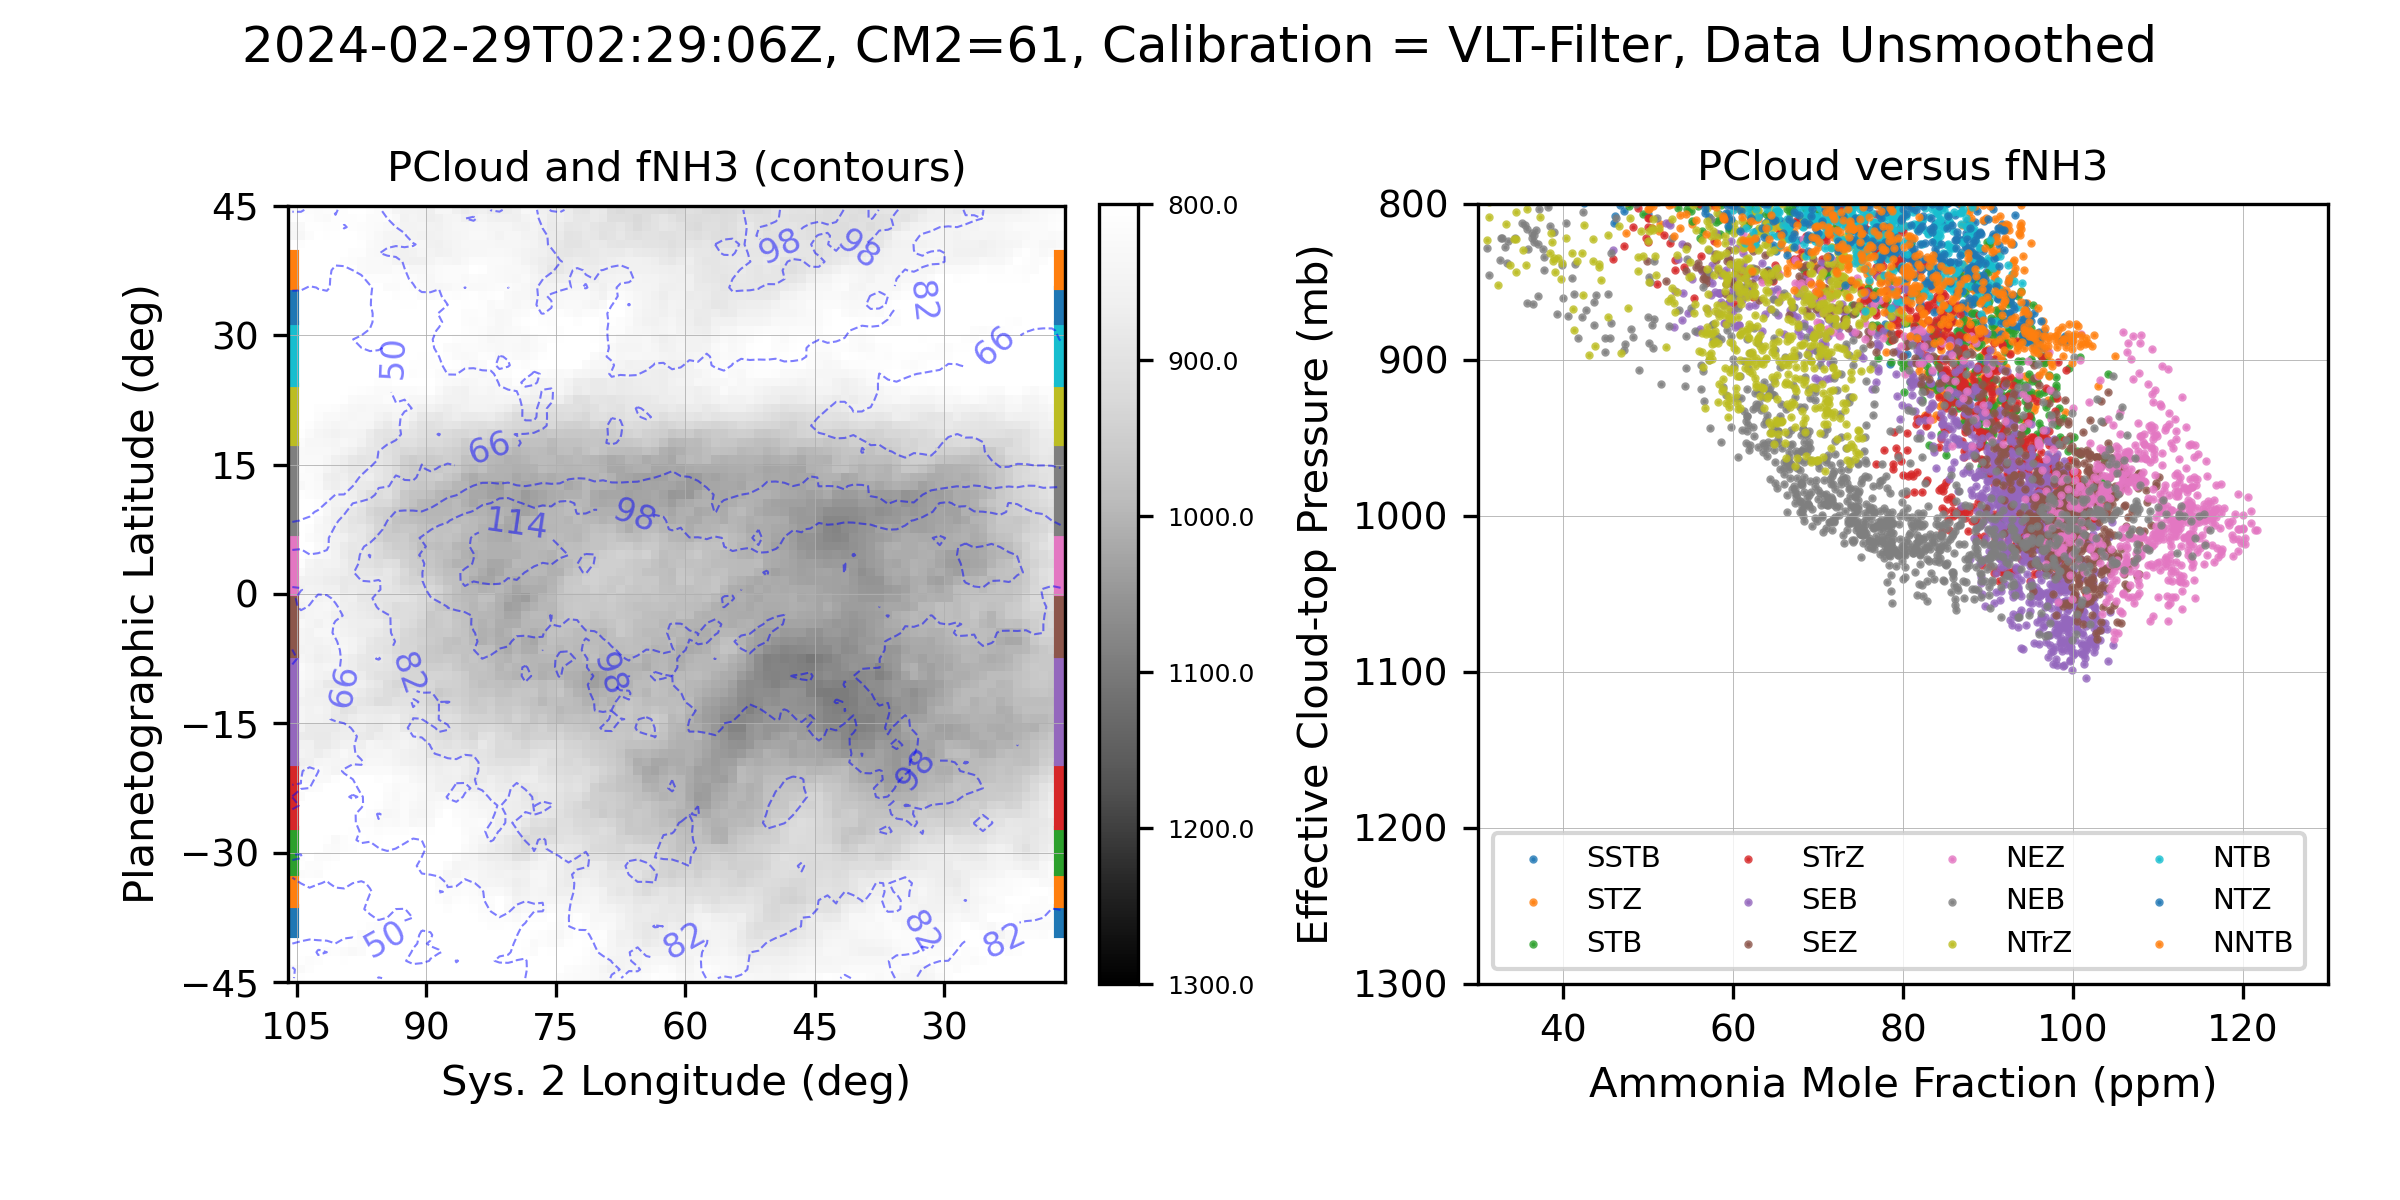 2024-02-29T02:29:06Z, CM2=61, Calibration = VLT-Filter, Data Unsmoothed
PCloud and fNH3 (contours)
PCloud versus fNH3
Planetographic Latitude (deg)
45
30
15
0
−15
−30
−45
105
90
75
60
45
30
Sys. 2 Longitude (deg)
98
98
82
66
50
66
114
98
66
82
98
98
50
82
82
82
800.0
900.0
1000.0
1100.0
1200.0
1300.0
Effective Cloud-top Pressure (mb)
800
900
1000
1100
1200
1300
SSTB
STZ
STB
STrZ
SEB
SEZ
NEZ
NEB
NTrZ
NTB
NTZ
NNTB
40
60
80
100
120
Ammonia Mole Fraction (ppm)